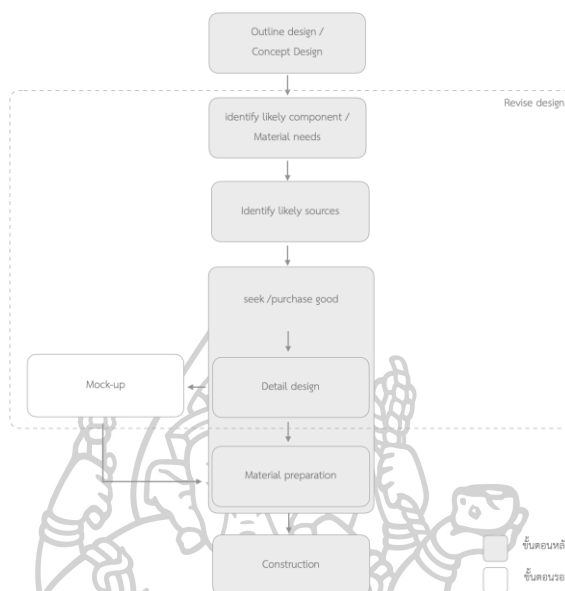 Outline design /
Concept Design
Revise design
identify likely component /
Material needs
Identify likely sources
seek /purchase good
Mock-up
Detail design
Material preparation
Construction
ขั้นตอนหลั
ขั้นตอนรอ